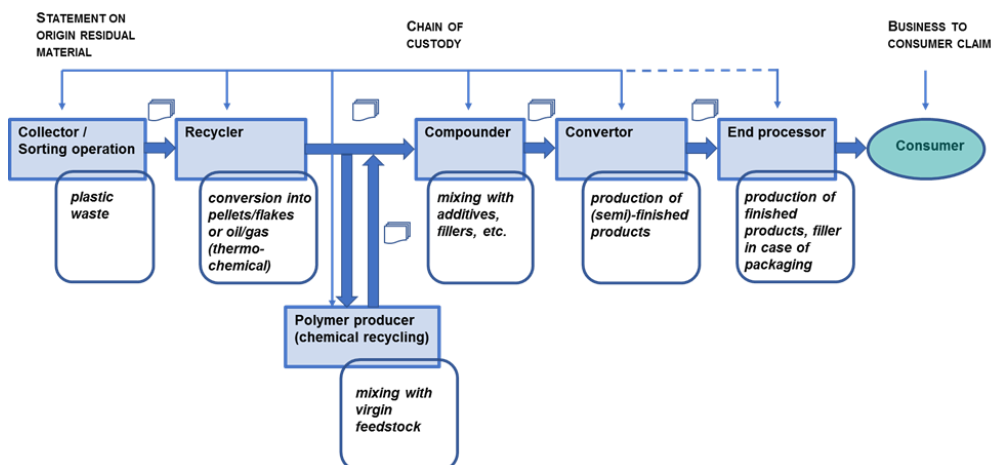 STATEMENT ON
ORIGIN RESIDUAL
MATERIAL
CHAIN OF
CUSTODY
BUSINESS TO
CONSUMER CLAIM
Collector /
Sorting operation
plastic
waste
Recycler
conversion into
pellets/flakes
or oil/gas
(thermo-
chemical)
Compounder
mixing with
additives,
fillers, etc.
Convertor
production of
(semi)-finished
products
End processor
production of
finished
products, filler
in case of
packaging
Consumer
Polymer producer
(chemical recycling)
mixing with
virgin
feedstock